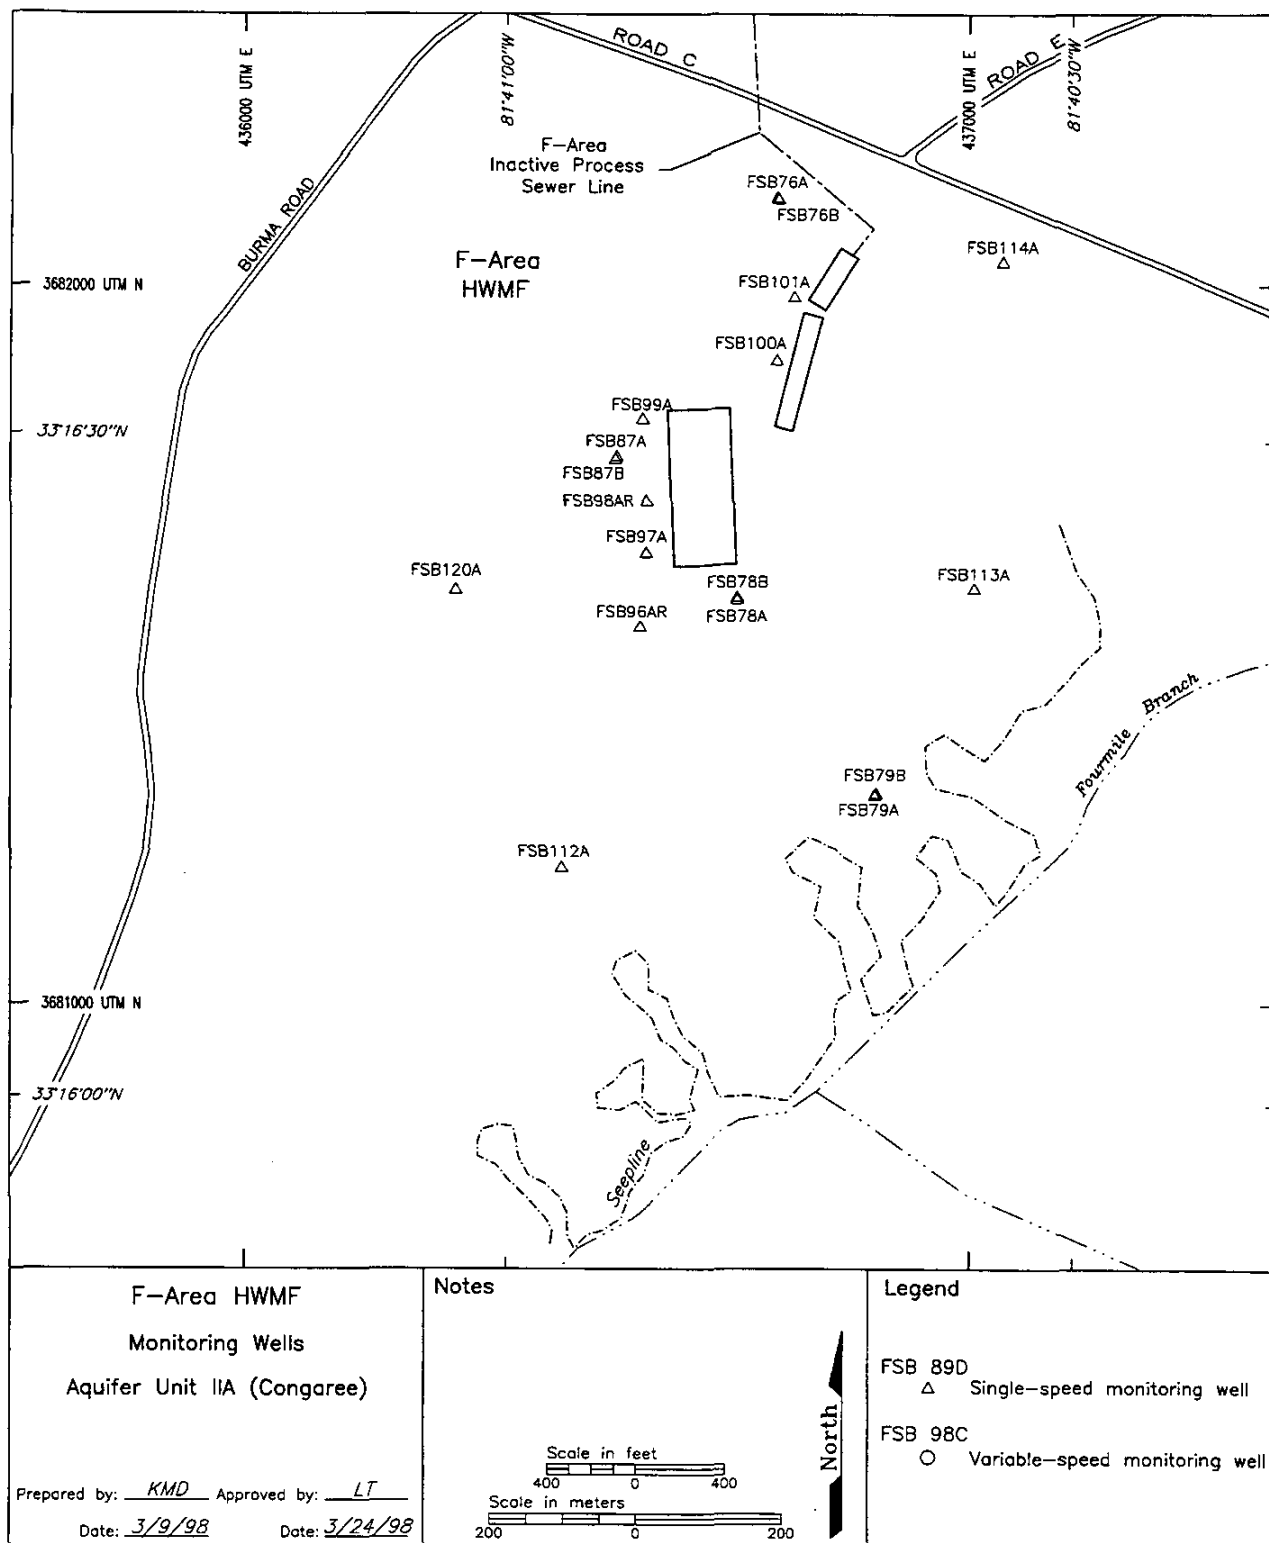 ROAD C
ROAD E
436000 UTM E
81°41'00"W
437000 UTM E
81°40'30"W
F-Area
Inactive Process
Sewer Line
BURMA ROAD
FSB76A
FSB76B
F-Area
HWMF
FSB114A
3682000 UTM N
FSB101A
FSB100A
FSB99A
33°16'30"N
FSB87A
FSB87B
FSB98AR
FSB97A
FSB120A
FSB78B
FSB78A
FSB113A
FSB96AR
Fourmile Branch
FSB79B
FSB79A
FSB112A
3681000 UTM N
33°16'00"N
Seepline
F-Area HWMF
Monitoring Wells
Aquifer Unit IIA (Congaree)
Prepared by: KMD Approved by: LT
Date: 3/9/98 Date: 3/24/98
Notes
Scale in feet
400 0 400
Scale in meters
200 0 200
North
Legend
FSB 89D
Single-speed monitoring well
FSB 98C
Variable-speed monitoring well